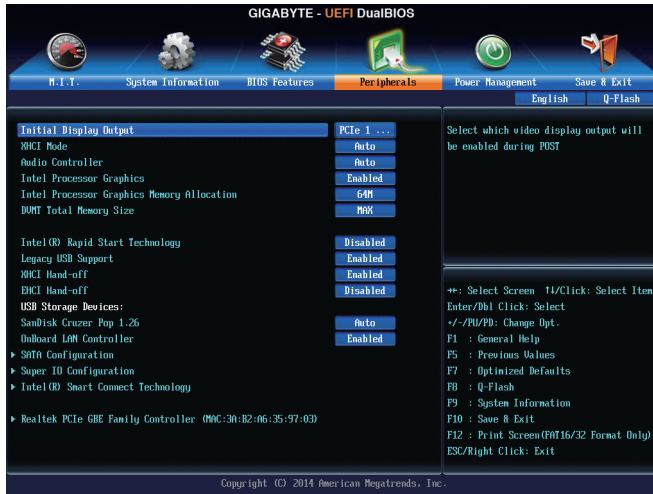 GIGABYTE - UEFI DualBIOS
M.I.T. System Information BIOS Features Peripherals Power Management Save & Exit
English Q-Flash
Initial Display Output PCIe 1 ...
XHCI Mode Auto
Audio Controller Auto
Intel Processor Graphics Enabled
Intel Processor Graphics Memory Allocation 64M
DVMT Total Memory Size MAX
Intel(R) Rapid Start Technology Disabled
Legacy USB Support Enabled
XHCI Hand-off Enabled
EHCI Hand-off Disabled
USB Storage Devices:
SanDisk Cruzer Pop 1.26 Auto
OnBoard LAN Controller Enabled
SATA Configuration
Super IO Configuration
Intel(R) Smart Connect Technology
Realtek PCIe GBE Family Controller (MAC:3A:B2:A6:35:97:03)
Select which video display output will
be enabled during POST
→←: Select Screen ↑↓/Click: Select Item
Enter/Dbl Click: Select
+/-/PU/PD: Change Opt.
F1 : General Help
F5 : Previous Values
F7 : Optimized Defaults
F8 : Q-Flash
F9 : System Information
F10 : Save & Exit
F12 : Print Screen(FAT16/32 Format Only)
ESC/Right Click: Exit
Copyright (C) 2014 American Megatrends, Inc.